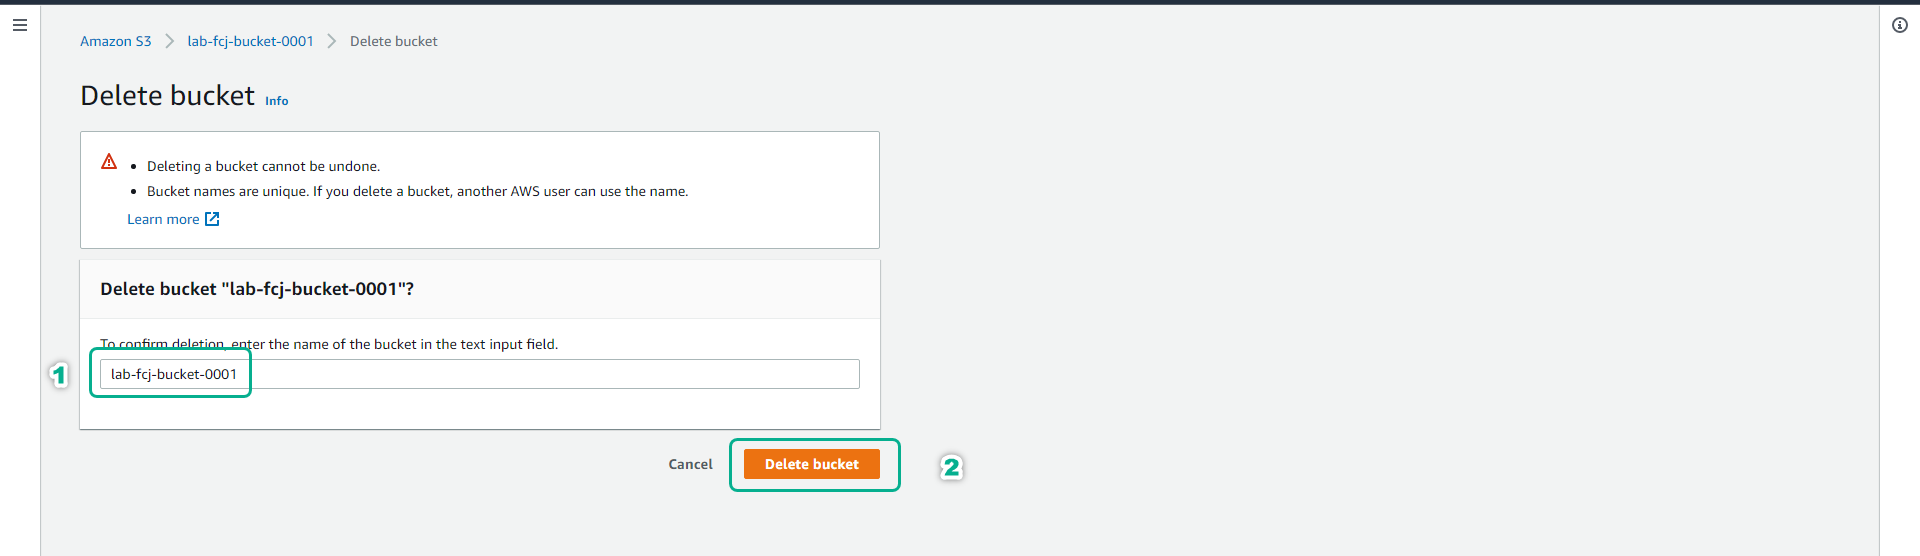 Amazon S3 > lab-fcj-bucket-0001 > Delete bucket
Delete bucket Info
• Deleting a bucket cannot be undone.
• Bucket names are unique. If you delete a bucket, another AWS user can use the name.
Learn more
Delete bucket "lab-fcj-bucket-0001"?
To confirm deletion, enter the name of the bucket in the text input field.
1 lab-fcj-bucket-0001
Cancel Delete bucket 2